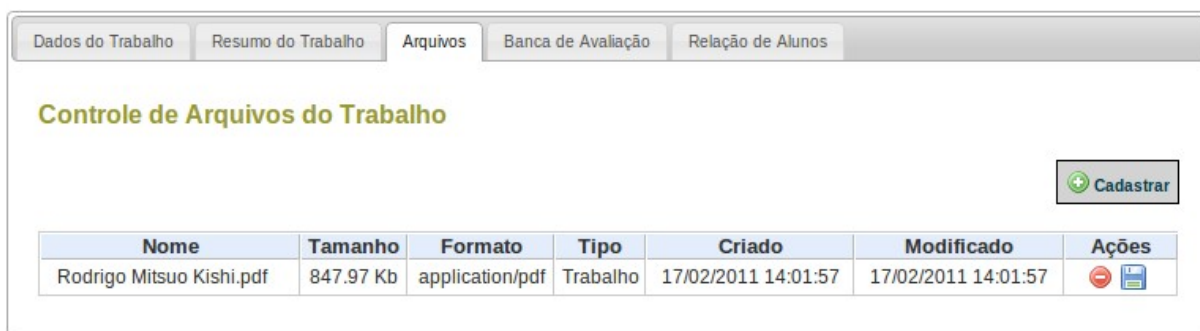 Dados do Trabalho Resumo do Trabalho Arquivos Banca de Avaliação Relação de Alunos
Controle de Arquivos do Trabalho
Cadastrar
Nome Tamanho Formato Tipo Criado Modificado Ações
Rodrigo Mitsuo Kishi.pdf 847.97 Kb application/pdf Trabalho 17/02/2011 14:01:57 17/02/2011 14:01:57